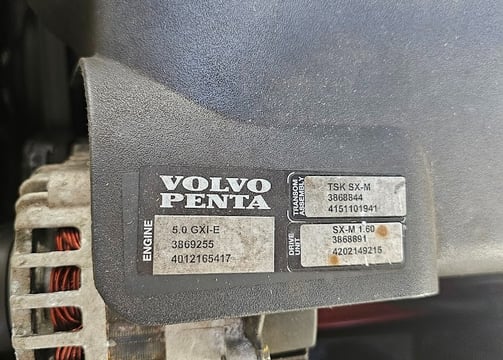 VOLVO
PENTA
ENGINE
5.0 GXI-E
3869255
4012165417
TRANSOM
ASSEMBLY
TSK SX-M
3868844
4151101941
DRIVE
UNIT
SX-M 1.60
3868891
4202149215